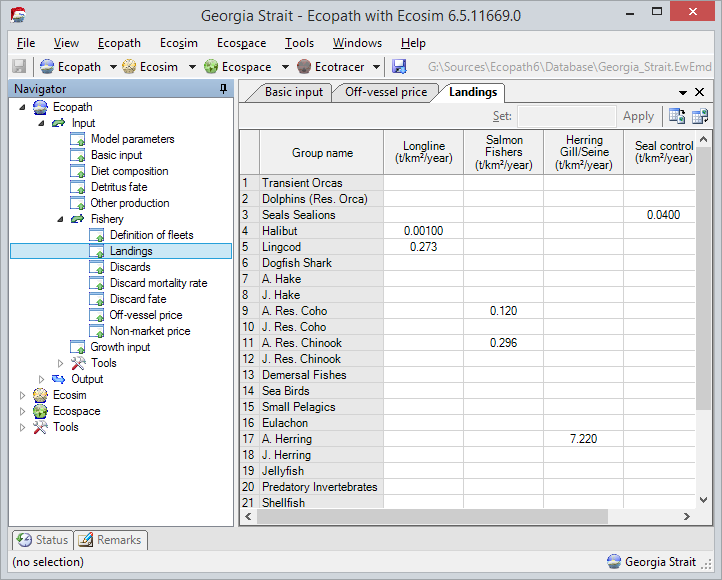 Georgia Strait - Ecopath with Ecosim 6.5.11669.0
File View Ecopath Ecosim Ecospace Tools Windows Help
Ecopath Ecosim Ecospace Ecotracer G:\Sources\Ecopath6\Database\Georgia_Strait.EwEmd
Navigator
Ecopath
Input
Model parameters
Basic input
Diet composition
Detritus fate
Other production
Fishery
Definition of fleets
Landings
Discards
Discard mortality rate
Discard fate
Off-vessel price
Non-market price
Growth input
Tools
Output
Ecosim
Ecospace
Tools
Basic input Off-vessel price Landings
Set: Apply
Group name Longline (t/km²/year) Salmon Fishers (t/km²/year) Herring Gill/Seine (t/km²/year) Seal control (t/km²/year)
1 Transient Orcas
2 Dolphins (Res. Orca)
3 Seals Sealions 0.0400
4 Halibut 0.00100
5 Lingcod 0.273
6 Dogfish Shark
7 A. Hake
8 J. Hake
9 A. Res. Coho 0.120
10 J. Res. Coho
11 A. Res. Chinook 0.296
12 J. Res. Chinook
13 Demersal Fishes
14 Sea Birds
15 Small Pelagics
16 Eulachon
17 A. Herring 7.220
18 J. Herring
19 Jellyfish
20 Predatory Invertebrates
21 Shellfish
Status Remarks
(no selection) Georgia Strait